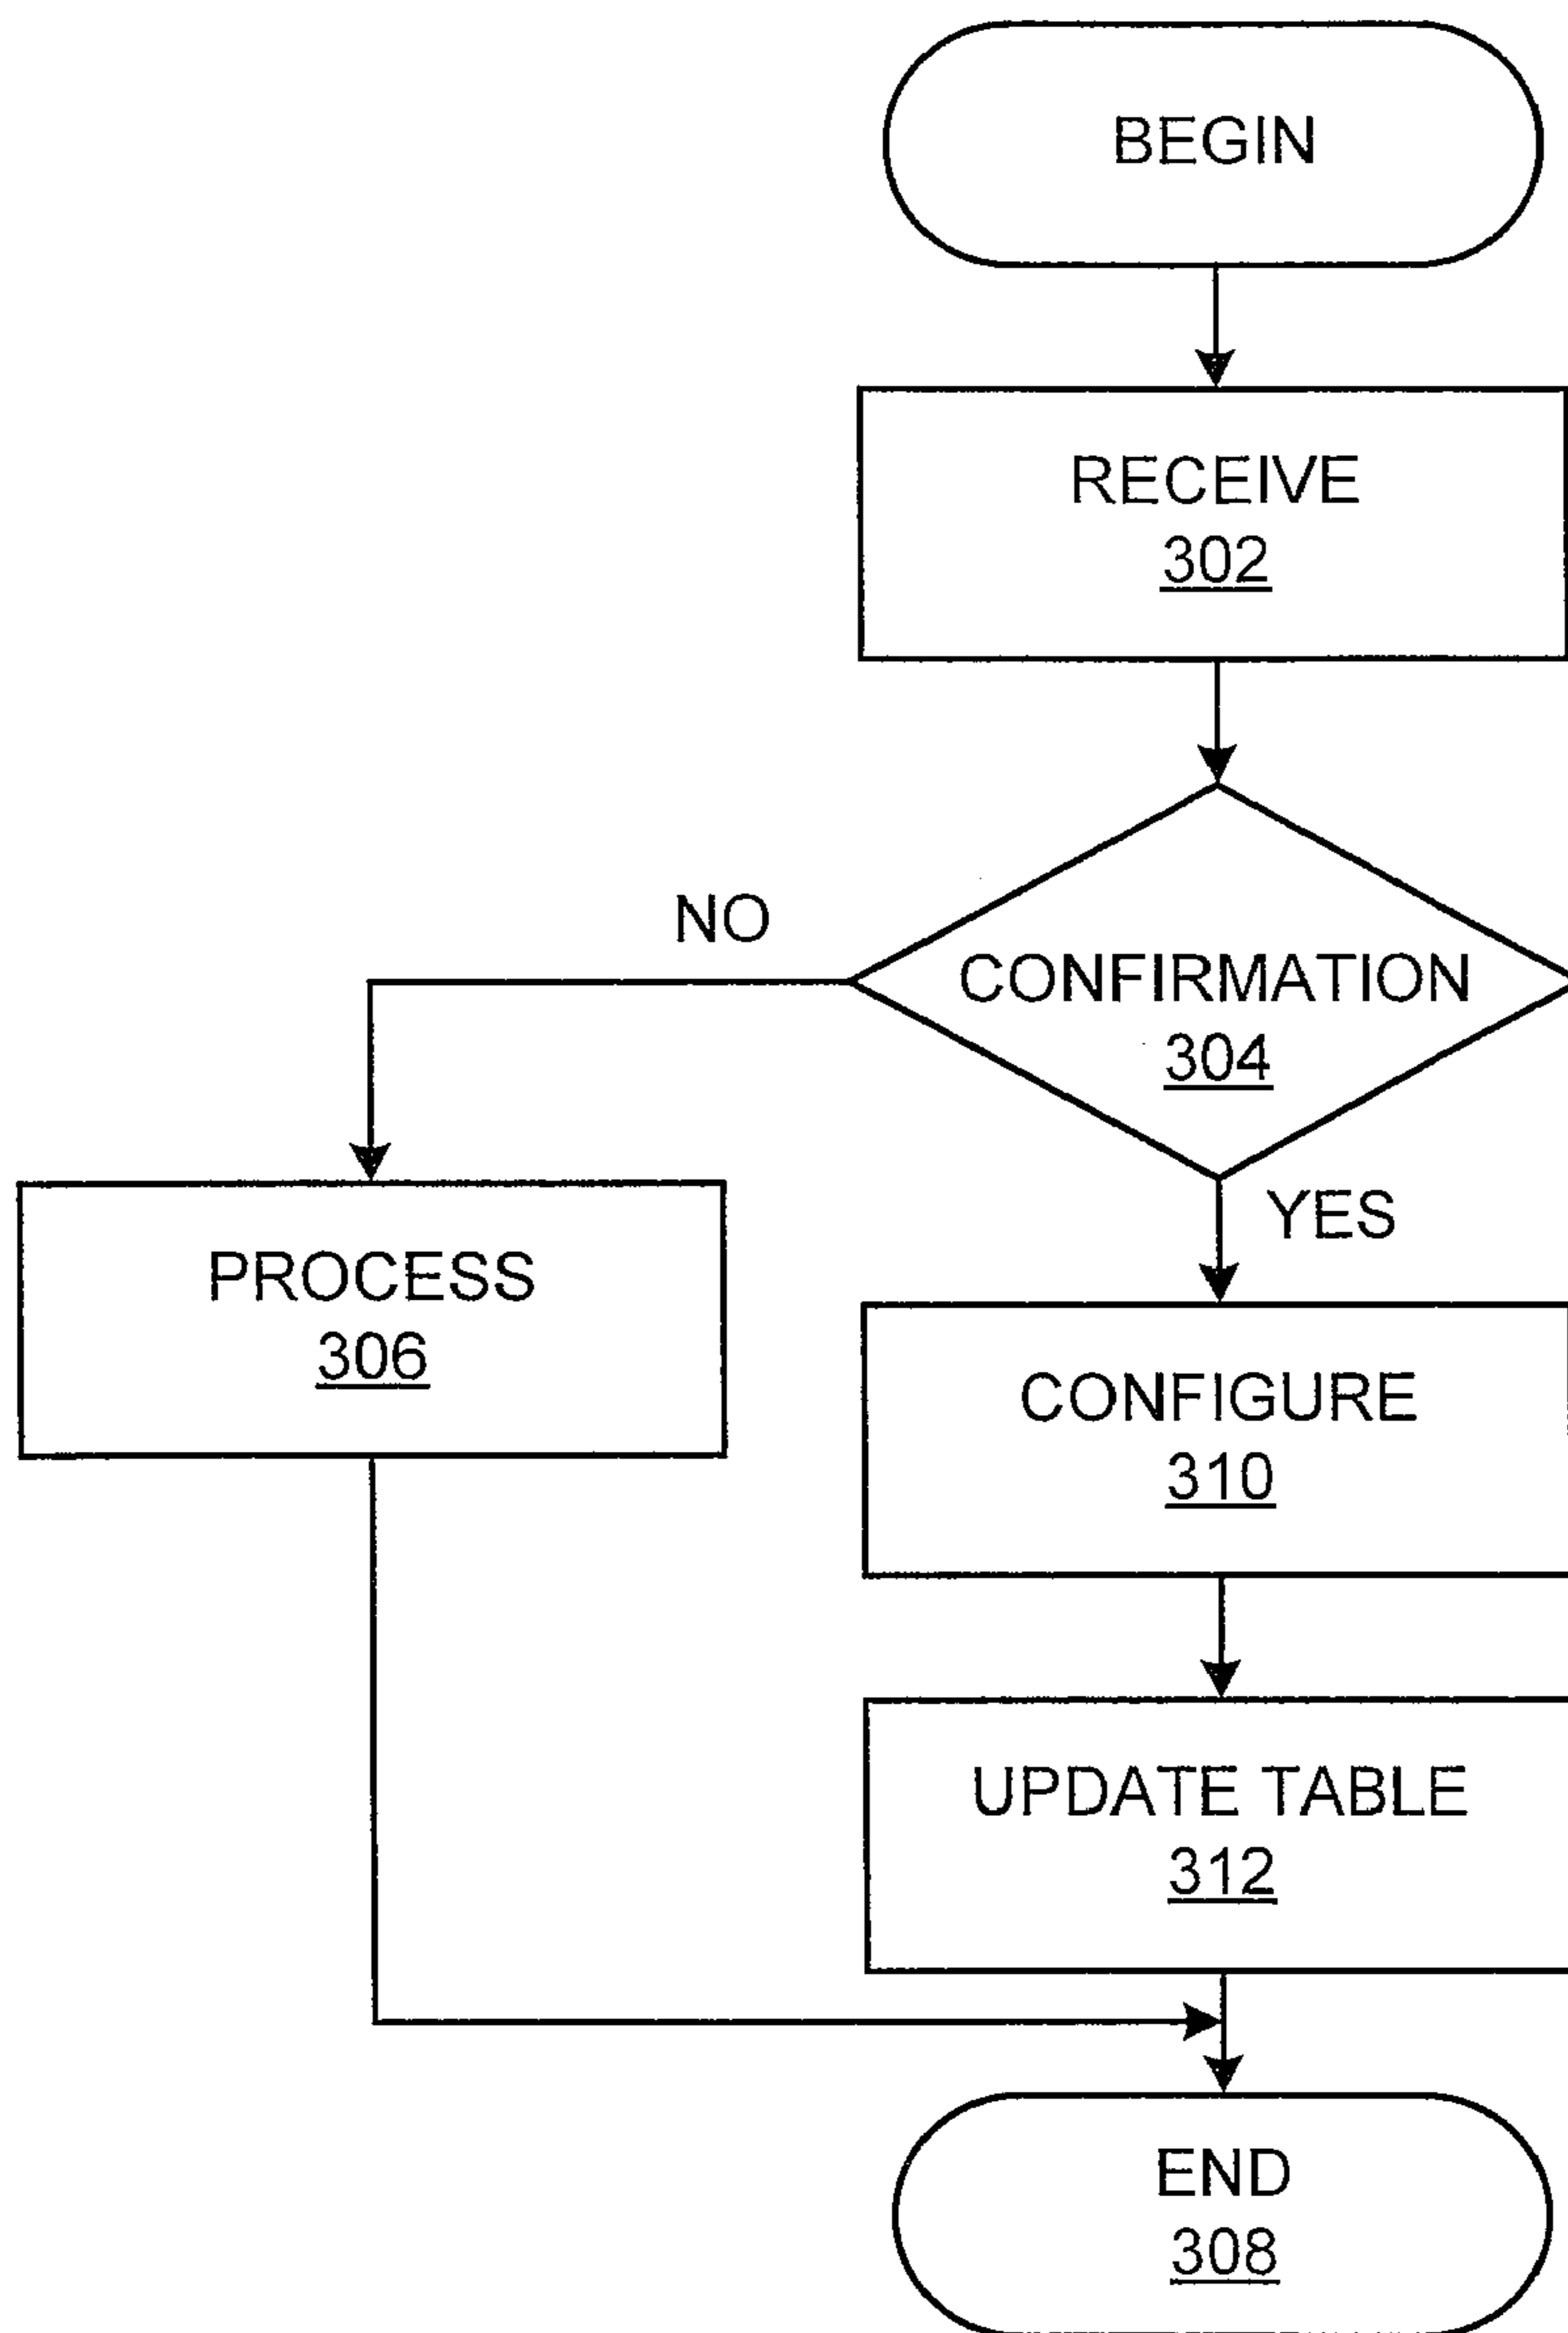 BEGIN
RECEIVE
302
NO
CONFIRMATION
304
YES
PROCESS
306
CONFIGURE
310
UPDATE TABLE
312
END
308